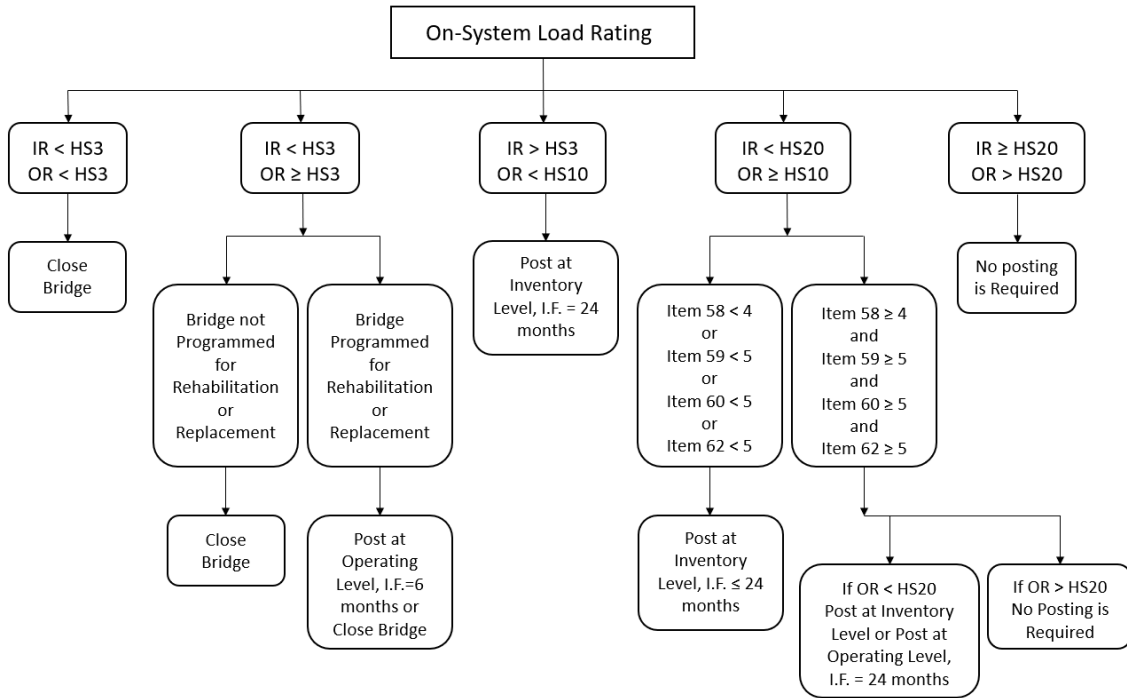 On-System Load Rating
IR < HS3
OR < HS3
IR < HS3
OR ≥ HS3
IR > HS3
OR < HS10
IR < HS20
OR ≥ HS10
IR ≥ HS20
OR > HS20
Close
Bridge
Bridge not
Programmed
for
Rehabilitation
or
Replacement
Bridge
Programmed
for
Rehabilitation
or
Replacement
Post at
Inventory
Level, I.F. = 24
months
Item 58 < 4
or
Item 59 < 5
or
Item 60 < 5
or
Item 62 < 5
Item 58 ≥ 4
and
Item 59 ≥ 5
and
Item 60 ≥ 5
and
Item 62 ≥ 5
No posting
is Required
Close
Bridge
Post at
Operating
Level, I.F.=6
months or
Close Bridge
Post at
Inventory
Level, I.F. ≤ 24
months
If OR < HS20
Post at Inventory
Level or Post at
Operating Level,
I.F. = 24 months
If OR > HS20
No Posting is
Required